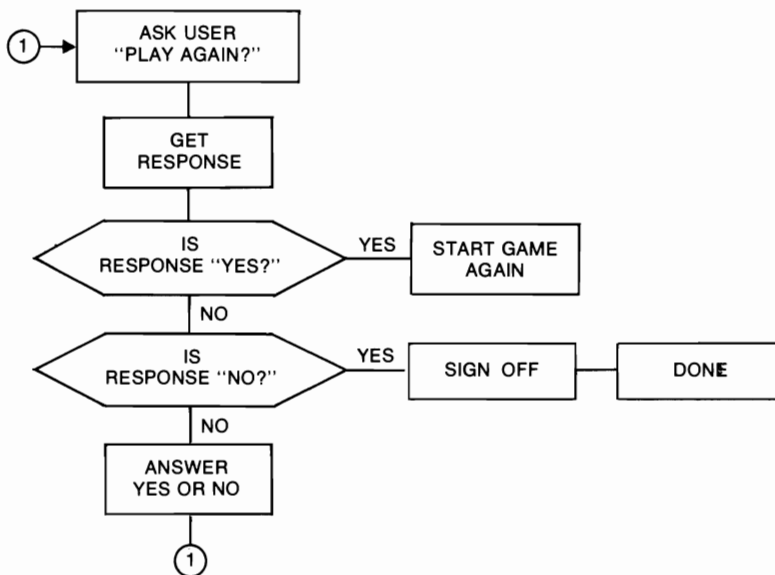 1
ASK USER
"PLAY AGAIN?"
GET
RESPONSE
IS
RESPONSE "YES?"
YES
START GAME
AGAIN
NO
IS
RESPONSE "NO?"
YES
SIGN OFF
DONE
NO
ANSWER
YES OR NO
1